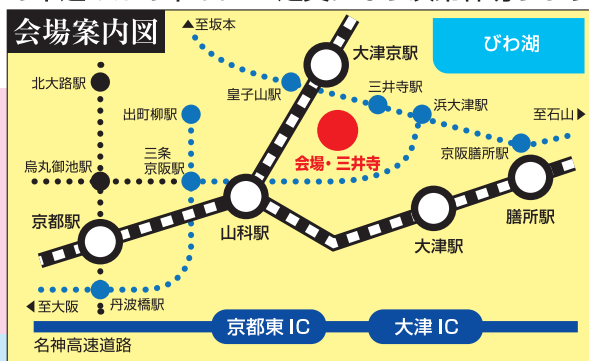 会場案内図
▲至坂本
大津京駅
びわ湖
北大路駅
皇子山駅
三井寺駅
出町柳駅
浜大津駅
至石山▶
三条
京阪駅
京阪膳所駅
烏丸御池駅
会場・三井寺
京都駅
山科駅
大津駅
膳所駅
◀至大阪
丹波橋駅
京都東 IC
大津 IC
名神高速道路